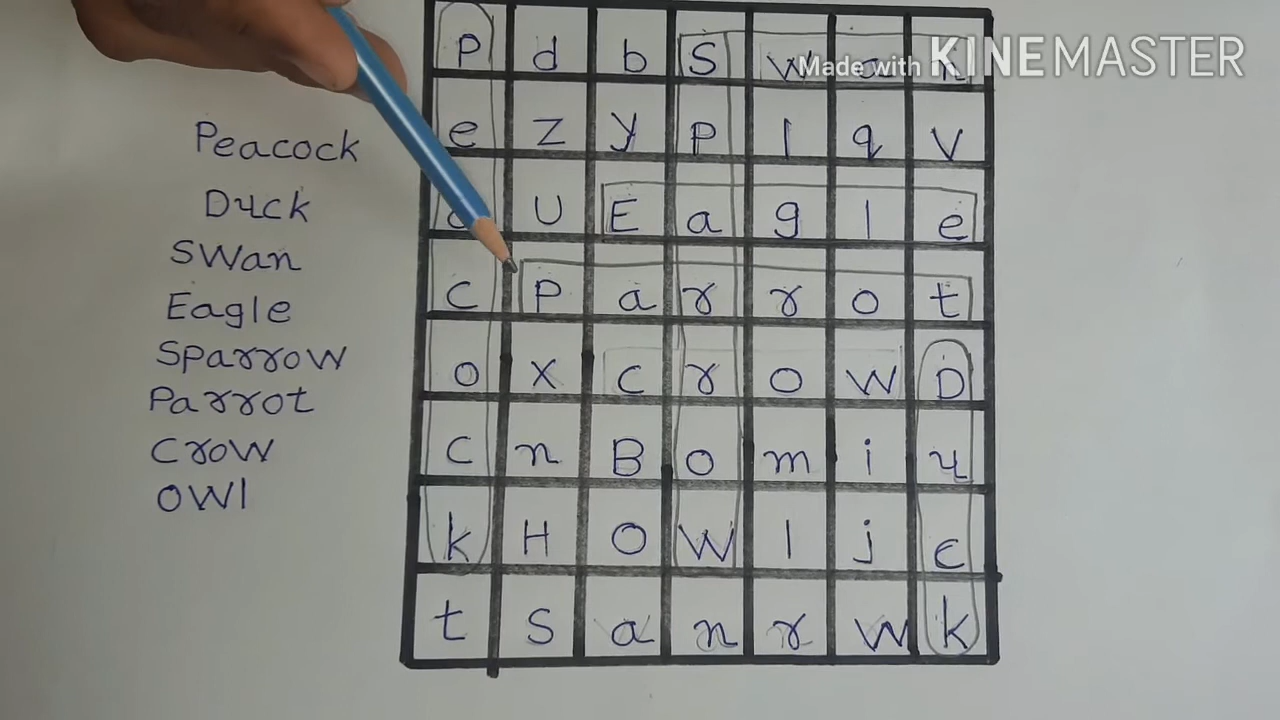 P d b S w a n
Made with KINEMASTER
e z y p l q v
Peacock
U E a g l e
Duck
Swan
C P a r r o t
Eagle
Sparrow
o x c r o w D
Parrot
Crow
C n B o m i u
Owl
k H O W l j c
t S a n r w k